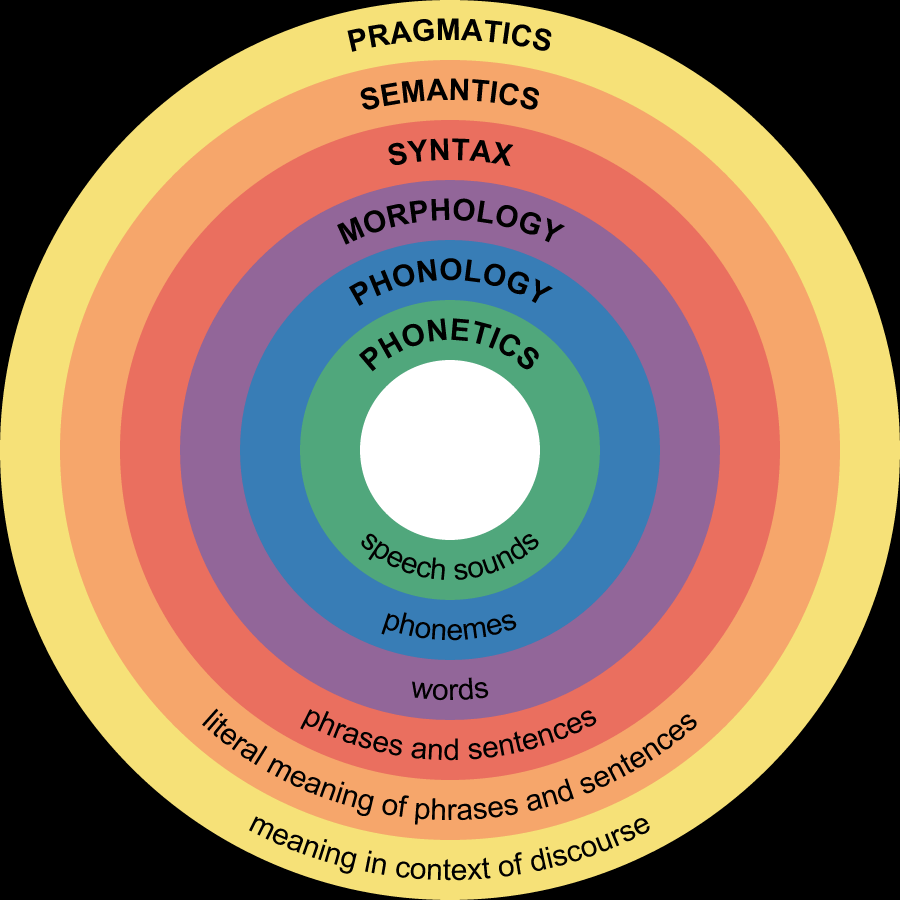 PRAGMATICS
SEMANTICS
SYNTAX
MORPHOLOGY
PHONOLOGY
PHONETICS
speech sounds
phonemes
words
phrases and sentences
literal meaning of phrases and sentences
meaning in context of discourse